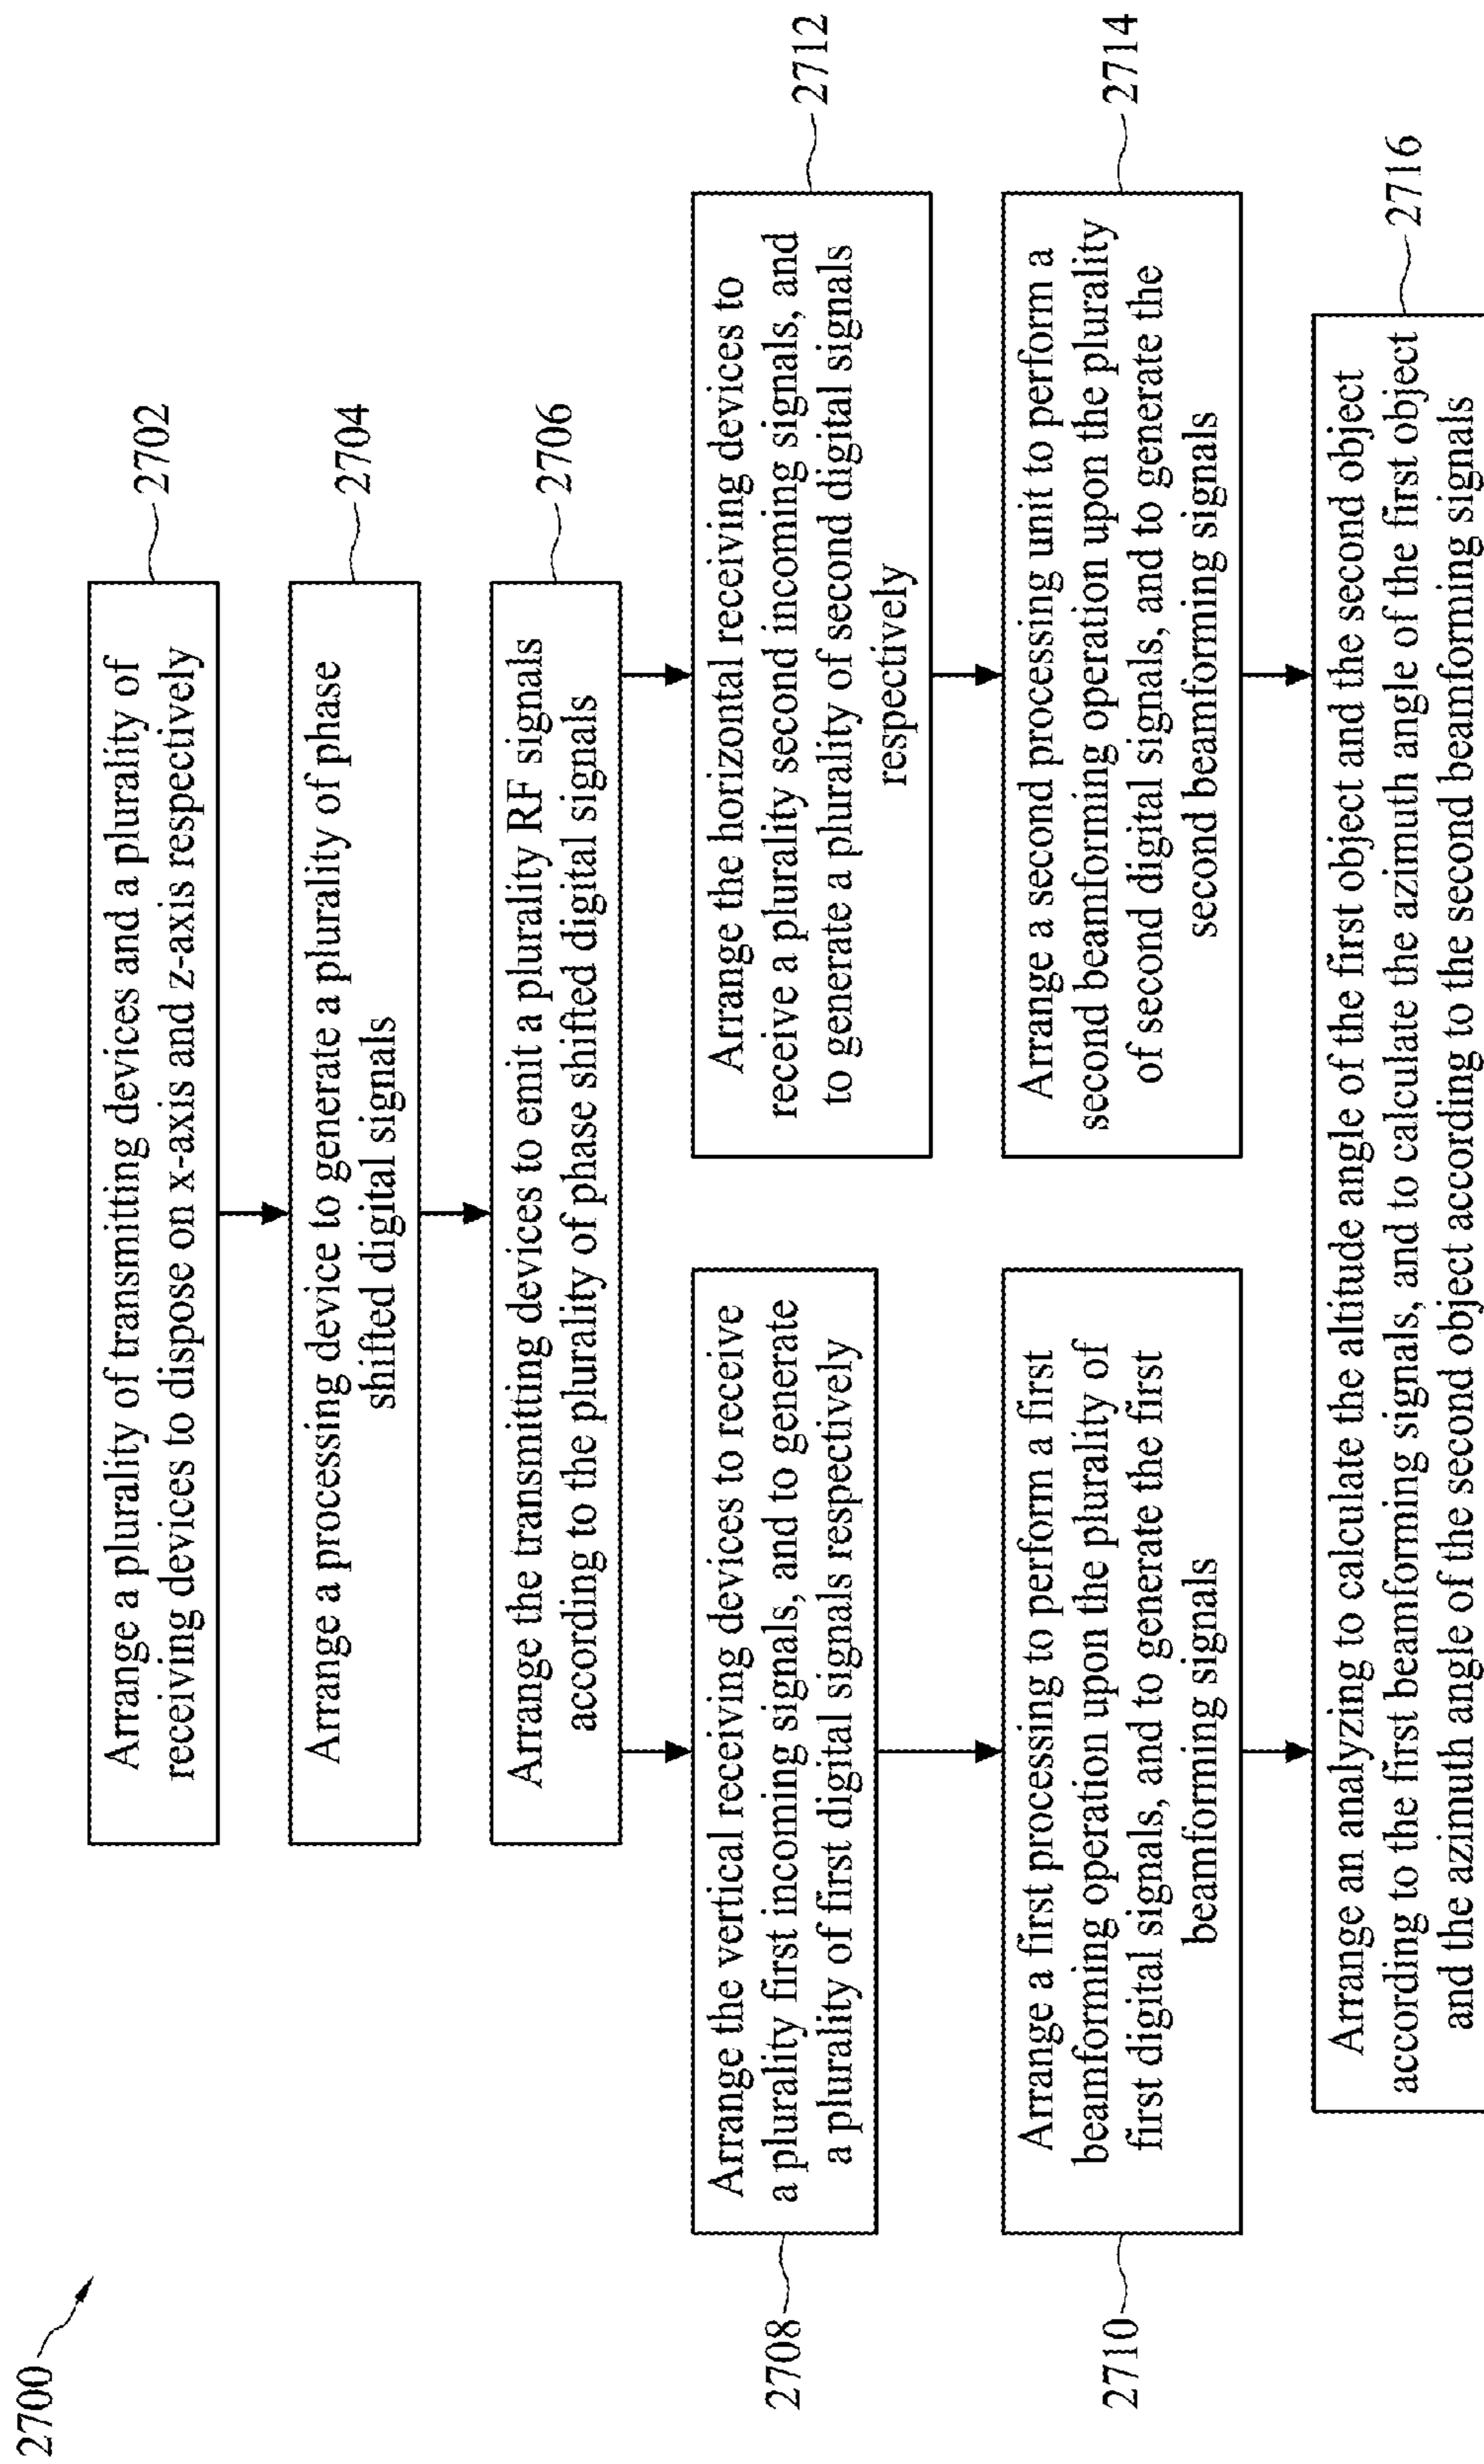 2700
Arrange a plurality of transmitting devices and a plurality of
receiving devices to dispose on x-axis and z-axis respectively
2702
Arrange a processing device to generate a plurality of phase
shifted digital signals
2704
Arrange the transmitting devices to emit a plurality RF signals
according to the plurality of phase shifted digital signals
2706
2708
Arrange the vertical receiving devices to receive
a plurality first incoming signals, and to generate
a plurality of first digital signals respectively
Arrange the horizontal receiving devices to
receive a plurality second incoming signals, and
to generate a plurality of second digital signals
respectively
2712
2710
Arrange a first processing to perform a first
beamforming operation upon the plurality of
first digital signals, and to generate the first
beamforming signals
Arrange a second processing unit to perform a
second beamforming operation upon the plurality
of second digital signals, and to generate the
second beamforming signals
2714
Arrange an analyzing to calculate the altitude angle of the first object and the second object
according to the first beamforming signals, and to calculate the azimuth angle of the first object
and the azimuth angle of the second object according to the second beamforming signals
2716